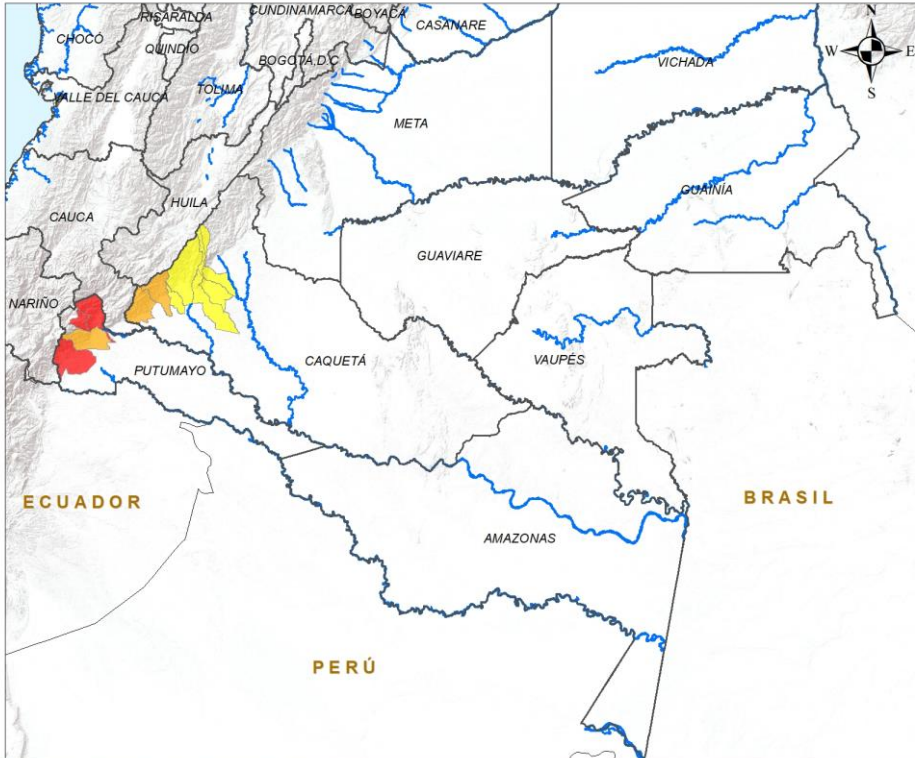 CUNDINAMARCA
BOYACÁ
RISARALDA
CASANARE
N
CHOCÓ
QUINDÍO
W
E
BOGOTÁ D.C
VICHADA
TOLIMA
S
VALLE DEL CAUCA
META
GUAINÍA
HUILA
CAUCA
GUAVIARE
NARIÑO
VAUPÉS
CAQUETÁ
PUTUMAYO
ECUADOR
BRASIL
AMAZONAS
PERÚ